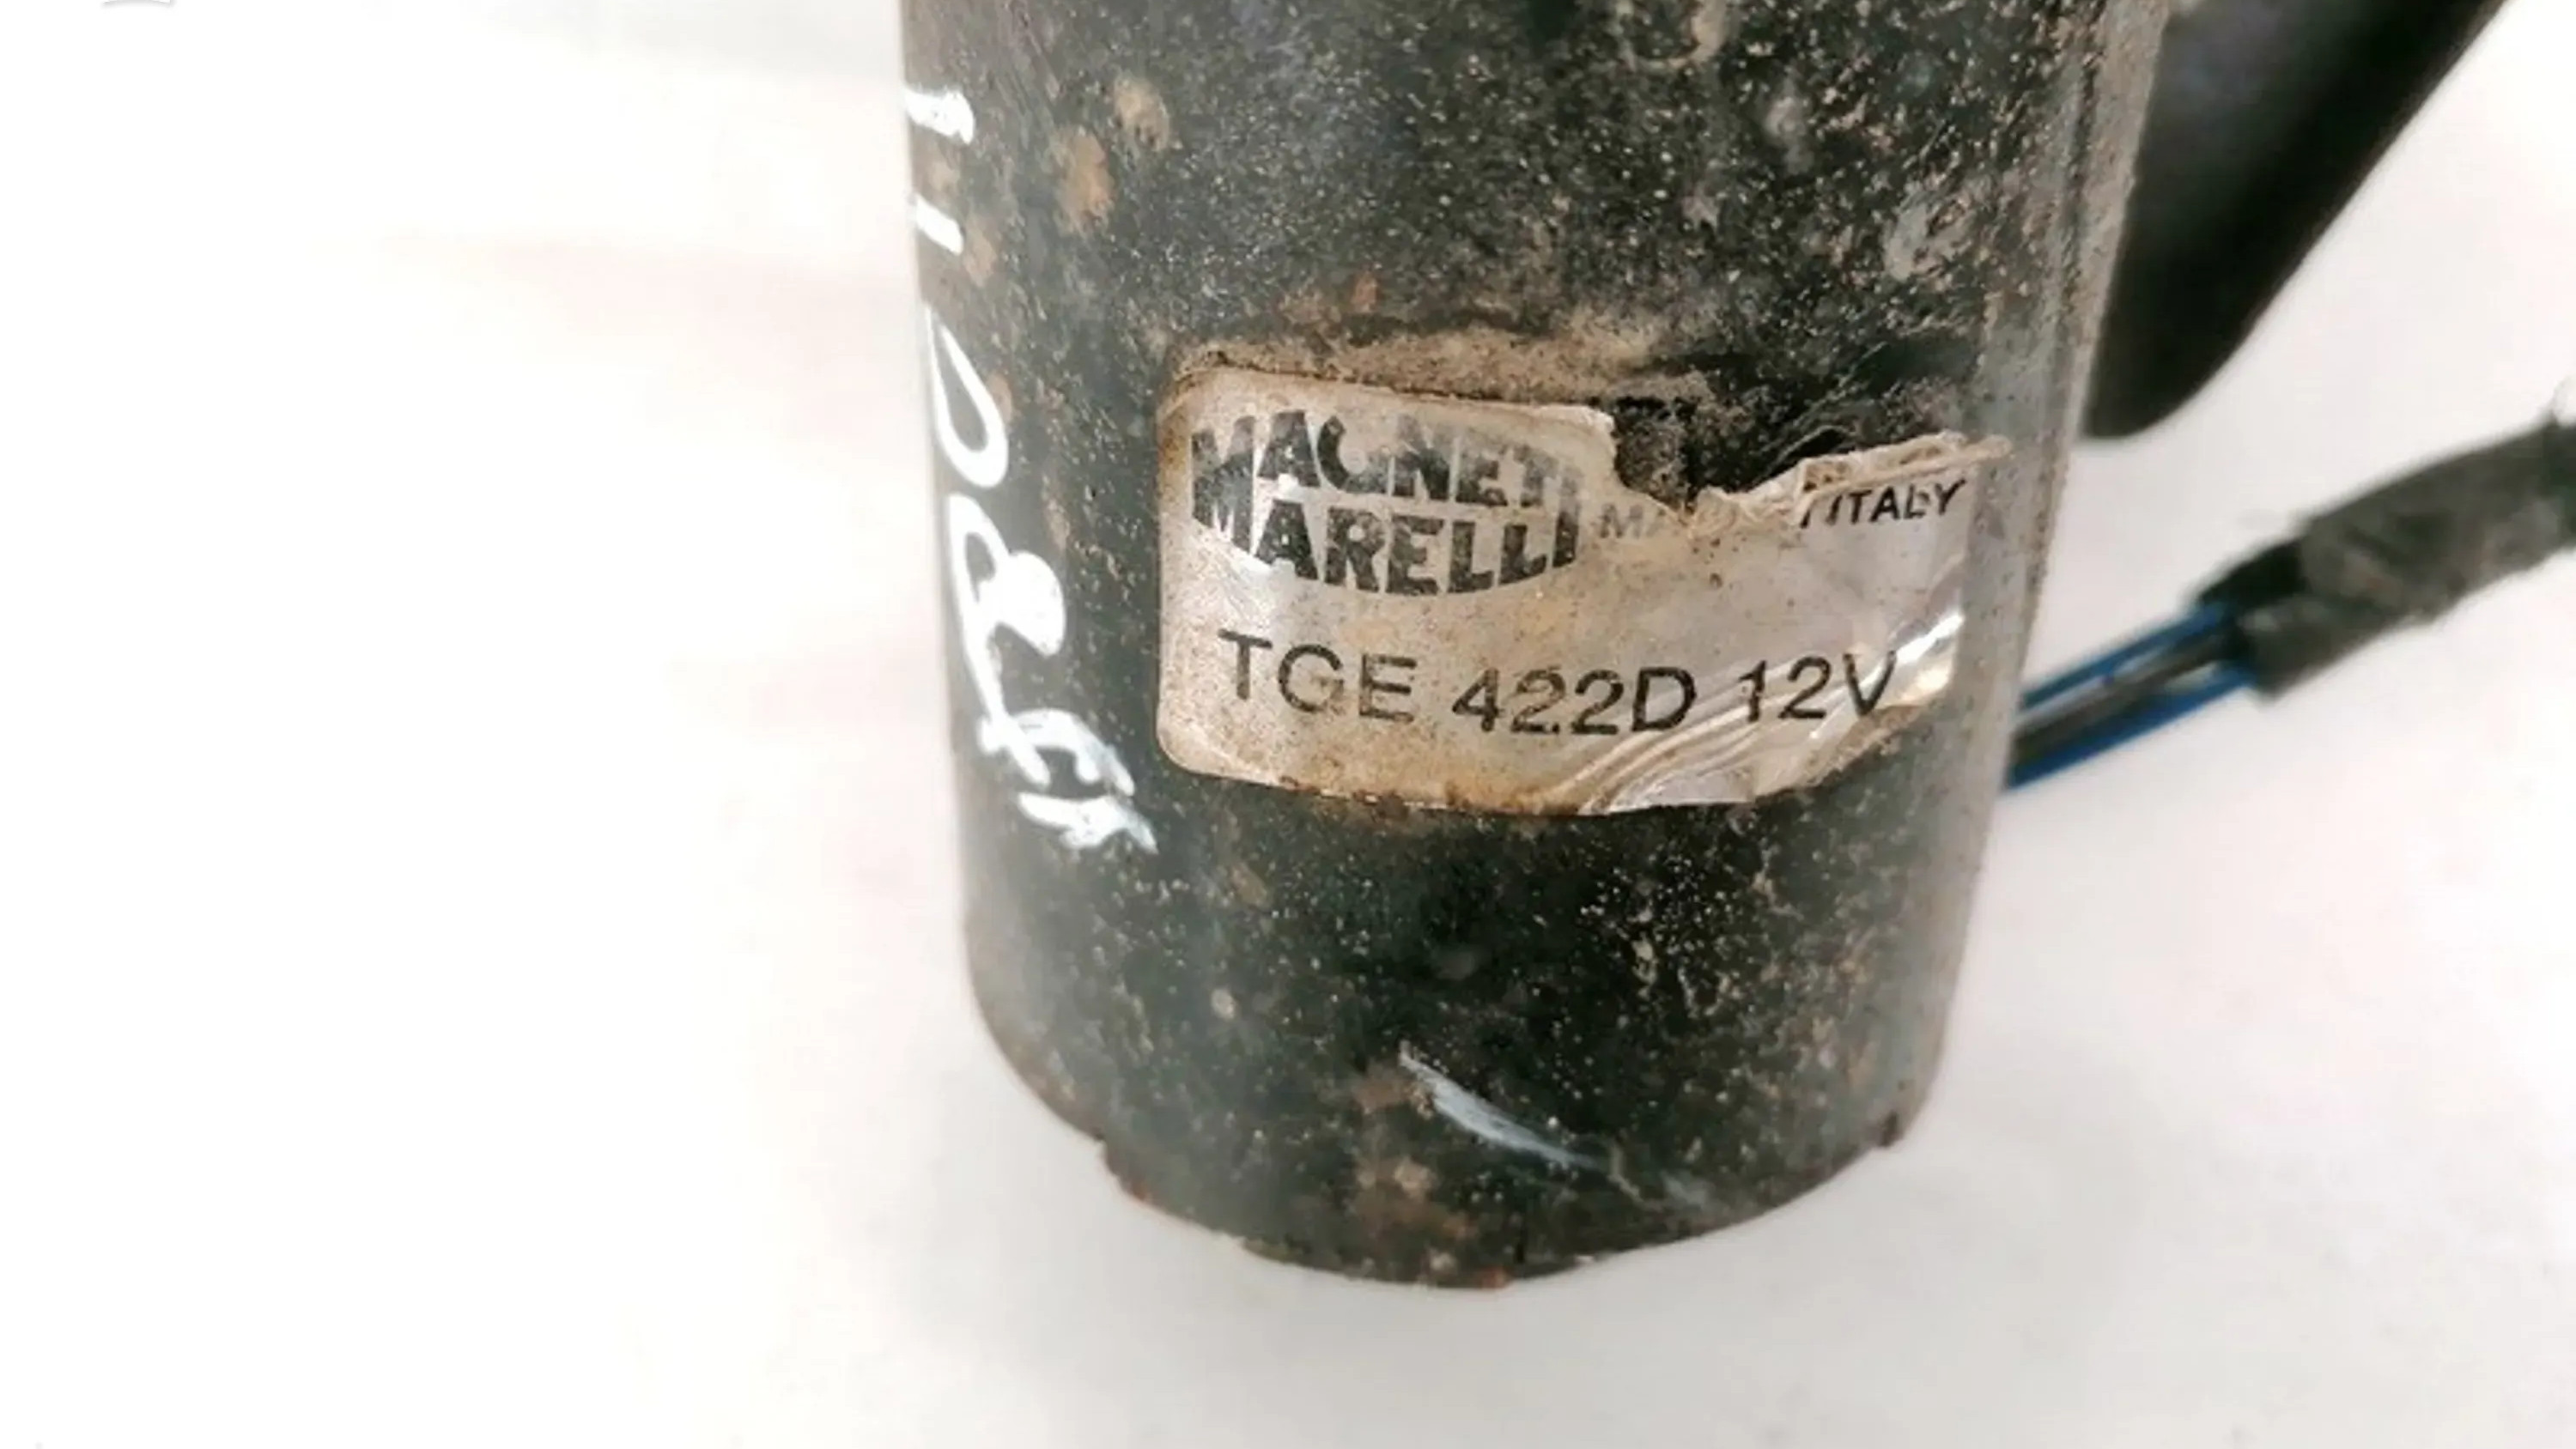 MAGNETI
MARELLI
ITALY
TGE 422D 12V